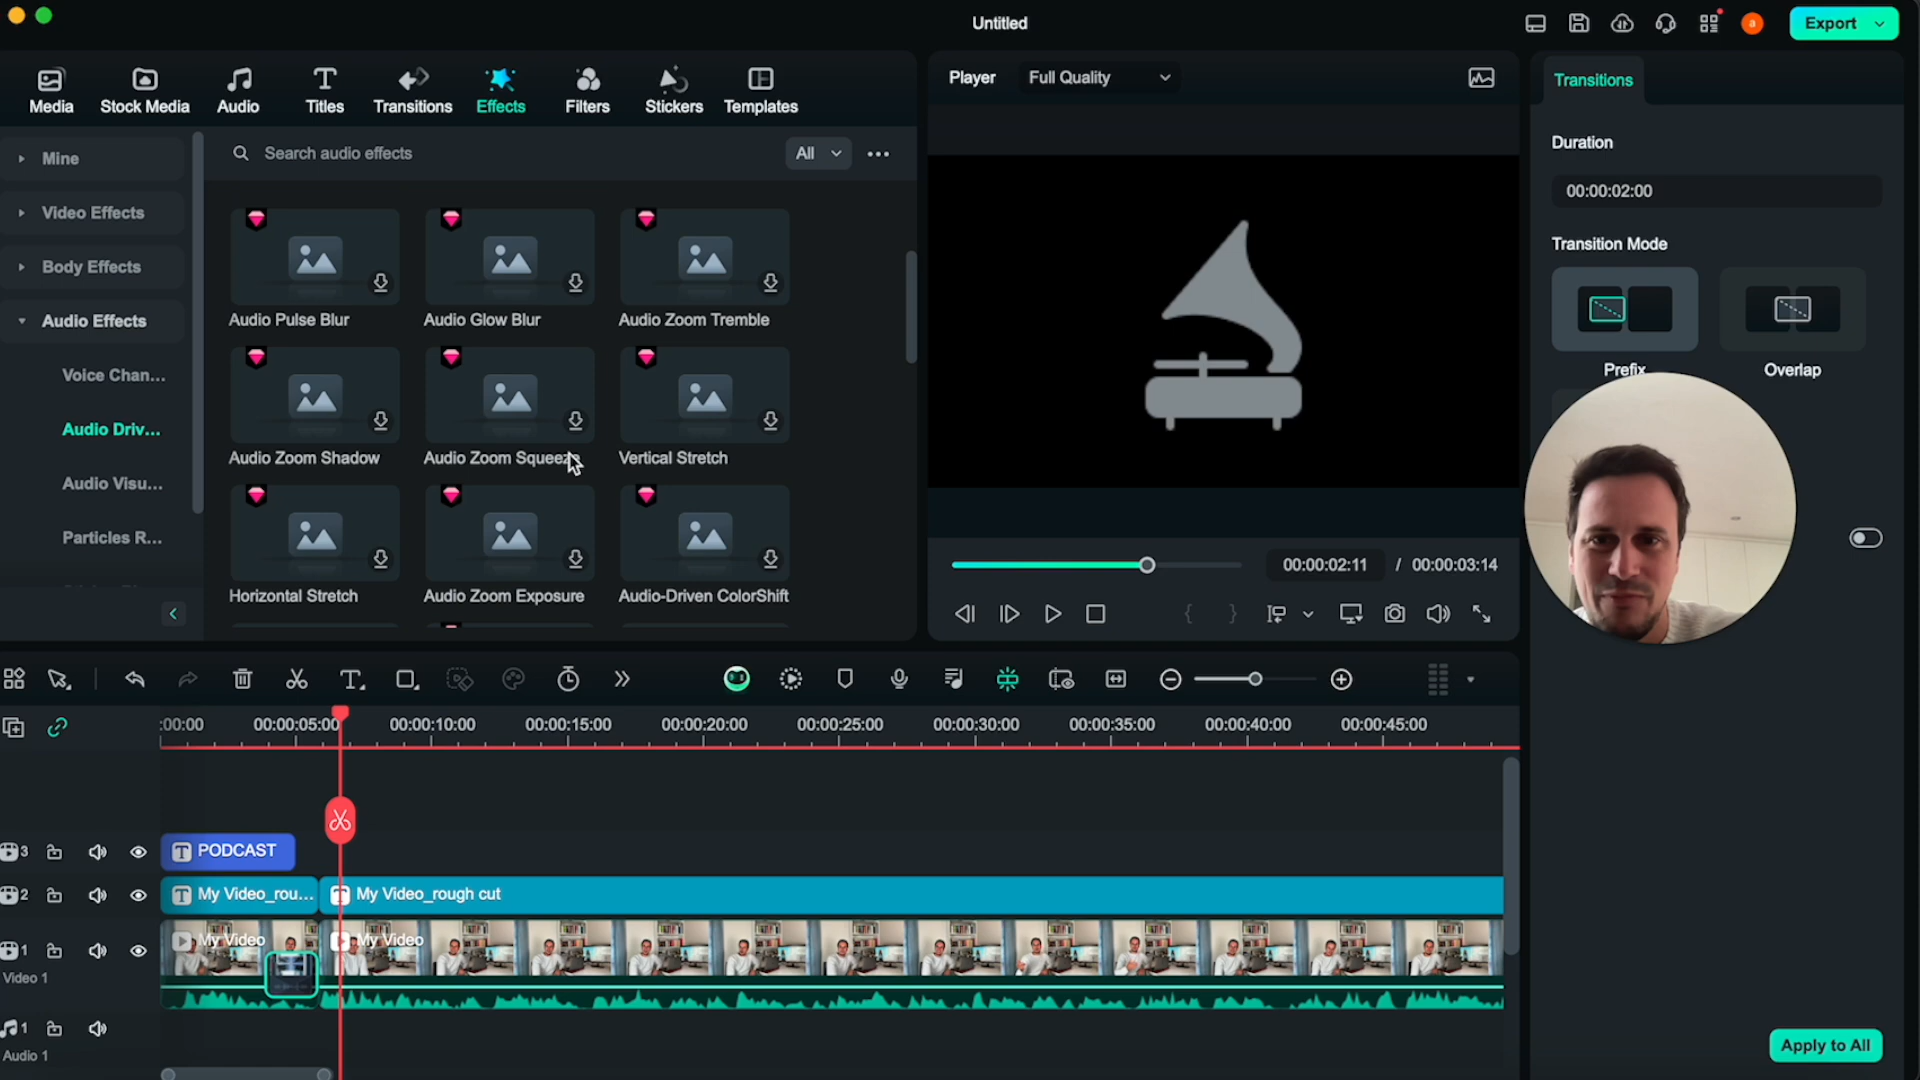 Untitled
Export
Media
Stock Media
Audio
Titles
Transitions
Effects
Filters
Stickers
Templates
Player
Full Quality
Transitions
Mine
Video Effects
Body Effects
Audio Effects
Voice Chan...
Audio Driv...
Audio Visu...
Particles R...
Search audio effects
All
Audio Pulse Blur
Audio Glow Blur
Audio Zoom Tremble
Audio Zoom Shadow
Audio Zoom Squeeze
Vertical Stretch
Horizontal Stretch
Audio Zoom Exposure
Audio-Driven ColorShift
00:00:02:11 / 00:00:03:14
Duration
00:00:02:00
Transition Mode
Prefix
Overlap
:00:00
00:00:05:00
00:00:10:00
00:00:15:00
00:00:20:00
00:00:25:00
00:00:30:00
00:00:35:00
00:00:40:00
00:00:45:00
3
T PODCAST
2
T My Video_rou...
T My Video_rough cut
1
My Video
My Video
Video 1
1
Audio 1
Apply to All